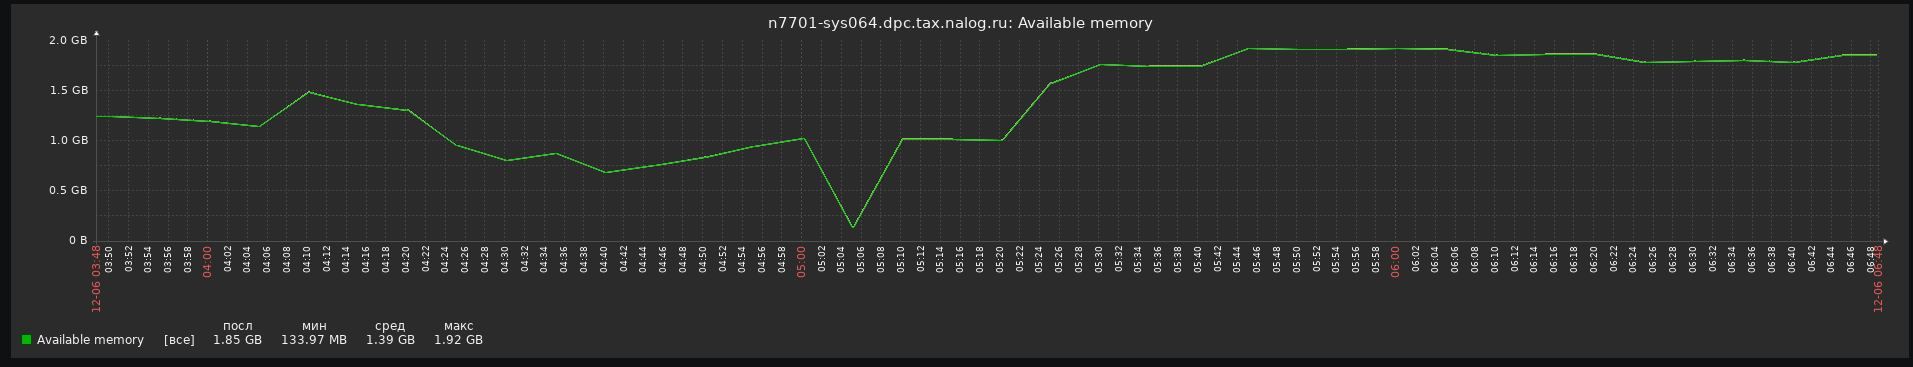 n7701-sys064.dpc.tax.nalog.ru: Available memory
2.0 GB
1.5 GB
1.0 GB
0.5 GB
0 B
12-06 03:48 03:50 03:52 03:54 03:56 03:58 04:00 04:02 04:04 04:06 04:08 04:10 04:12 04:14 04:16 04:18 04:20 04:22 04:24 04:26 04:28 04:30 04:32 04:34 04:36 04:38 04:40 04:42 04:44 04:46 04:48 04:50 04:52 04:54 04:56 04:58 05:00 05:02 05:04 05:06 05:08 05:10 05:12 05:14 05:16 05:18 05:20 05:22 05:24 05:26 05:28 05:30 05:32 05:34 05:36 05:38 05:40 05:42 05:44 05:46 05:48 05:50 05:52 05:54 05:56 05:58 06:00 06:02 06:04 06:06 06:08 06:10 06:12 06:14 06:16 06:18 06:20 06:22 06:24 06:26 06:28 06:30 06:32 06:34 06:36 06:38 06:40 06:42 06:44 06:46 06:48 12-06 06:48
посл мин сред макс
Available memory [все] 1.85 GB 133.97 MB 1.39 GB 1.92 GB